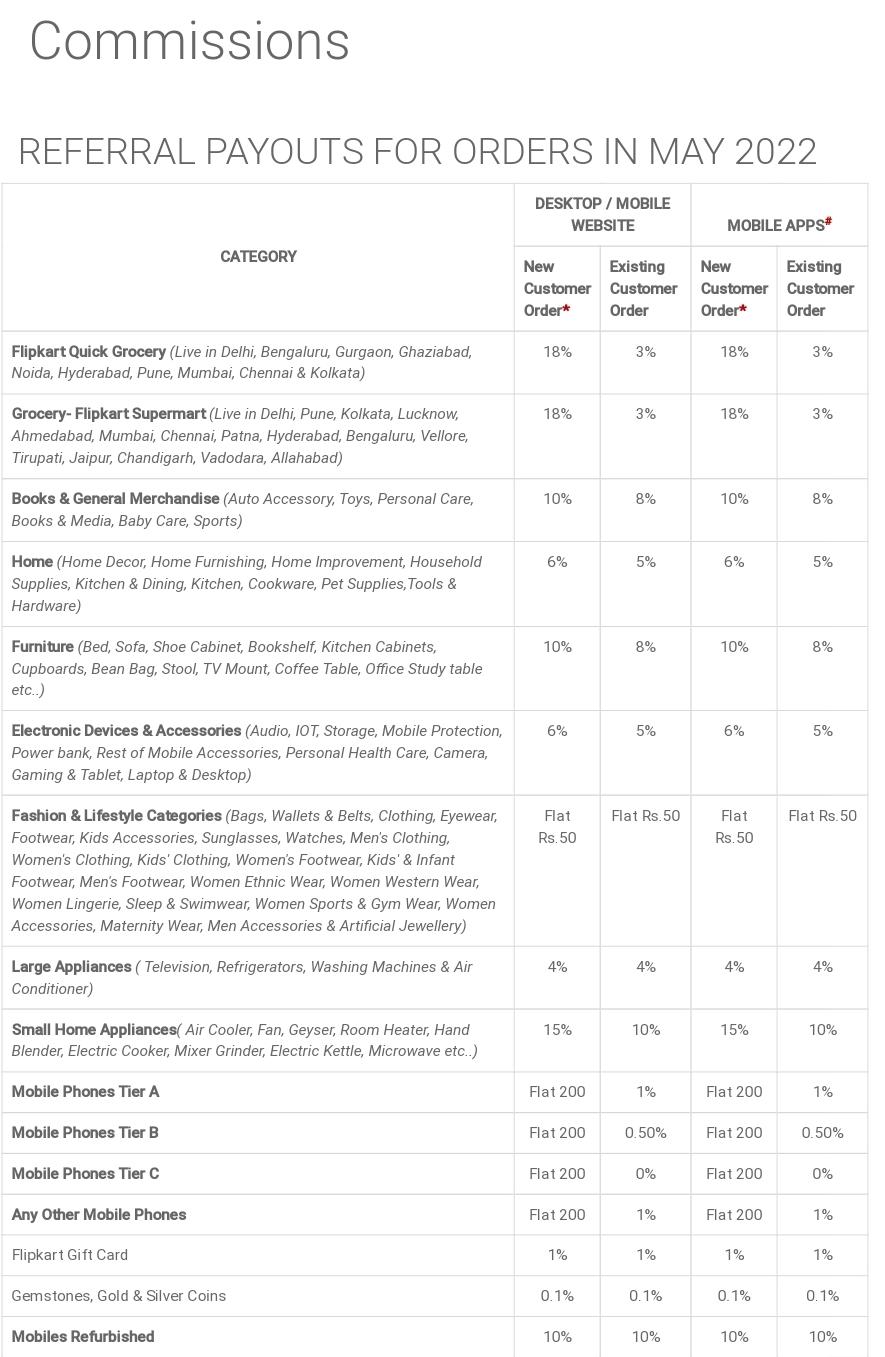 Commissions
REFERRAL PAYOUTS FOR ORDERS IN MAY 2022
CATEGORY
DESKTOP / MOBILE
WEBSITE
MOBILE APPS#
New
Customer
Order*
Existing
Customer
Order
New
Customer
Order*
Existing
Customer
Order
Flipkart Quick Grocery (Live in Delhi, Bengaluru, Gurgaon, Ghaziabad, 18% 3% 18% 3%
Noida, Hyderabad, Pune, Mumbai, Chennai & Kolkata)
Grocery- Flipkart Supermart (Live in Delhi, Pune, Kolkata, Lucknow, 18% 3% 18% 3%
Ahmedabad, Mumbai, Chennai, Patna, Hyderabad, Bengaluru, Vellore,
Tirupati, Jaipur, Chandigarh, Vadodara, Allahabad)
Books & General Merchandise (Auto Accessory, Toys, Personal Care, 10% 8% 10% 8%
Books & Media, Baby Care, Sports)
Home (Home Decor, Home Furnishing, Home Improvement, Household 6% 5% 6% 5%
Supplies, Kitchen & Dining, Kitchen, Cookware, Pet Supplies,Tools &
Hardware)
Furniture (Bed, Sofa, Shoe Cabinet, Bookshelf, Kitchen Cabinets, 10% 8% 10% 8%
Cupboards, Bean Bag, Stool, TV Mount, Coffee Table, Office Study table
etc..)
Electronic Devices & Accessories (Audio, IOT, Storage, Mobile Protection, 6% 5% 6% 5%
Power bank, Rest of Mobile Accessories, Personal Health Care, Camera,
Gaming & Tablet, Laptop & Desktop)
Fashion & Lifestyle Categories (Bags, Wallets & Belts, Clothing, Eyewear, Flat Flat Rs.50 Flat Flat Rs.50
Footwear, Kids Accessories, Sunglasses, Watches, Men's Clothing, Rs.50 Rs.50
Women's Clothing, Kids' Clothing, Women's Footwear, Kids' & Infant
Footwear, Men's Footwear, Women Ethnic Wear, Women Western Wear,
Women Lingerie, Sleep & Swimwear, Women Sports & Gym Wear, Women
Accessories, Maternity Wear, Men Accessories & Artificial Jewellery)
Large Appliances ( Television, Refrigerators, Washing Machines & Air 4% 4% 4% 4%
Conditioner)
Small Home Appliances( Air Cooler, Fan, Geyser, Room Heater, Hand 15% 10% 15% 10%
Blender, Electric Cooker, Mixer Grinder, Electric Kettle, Microwave etc..)
Mobile Phones Tier A Flat 200 1% Flat 200 1%
Mobile Phones Tier B Flat 200 0.50% Flat 200 0.50%
Mobile Phones Tier C Flat 200 0% Flat 200 0%
Any Other Mobile Phones Flat 200 1% Flat 200 1%
Flipkart Gift Card 1% 1% 1% 1%
Gemstones, Gold & Silver Coins 0.1% 0.1% 0.1% 0.1%
Mobiles Refurbished 10% 10% 10% 10%